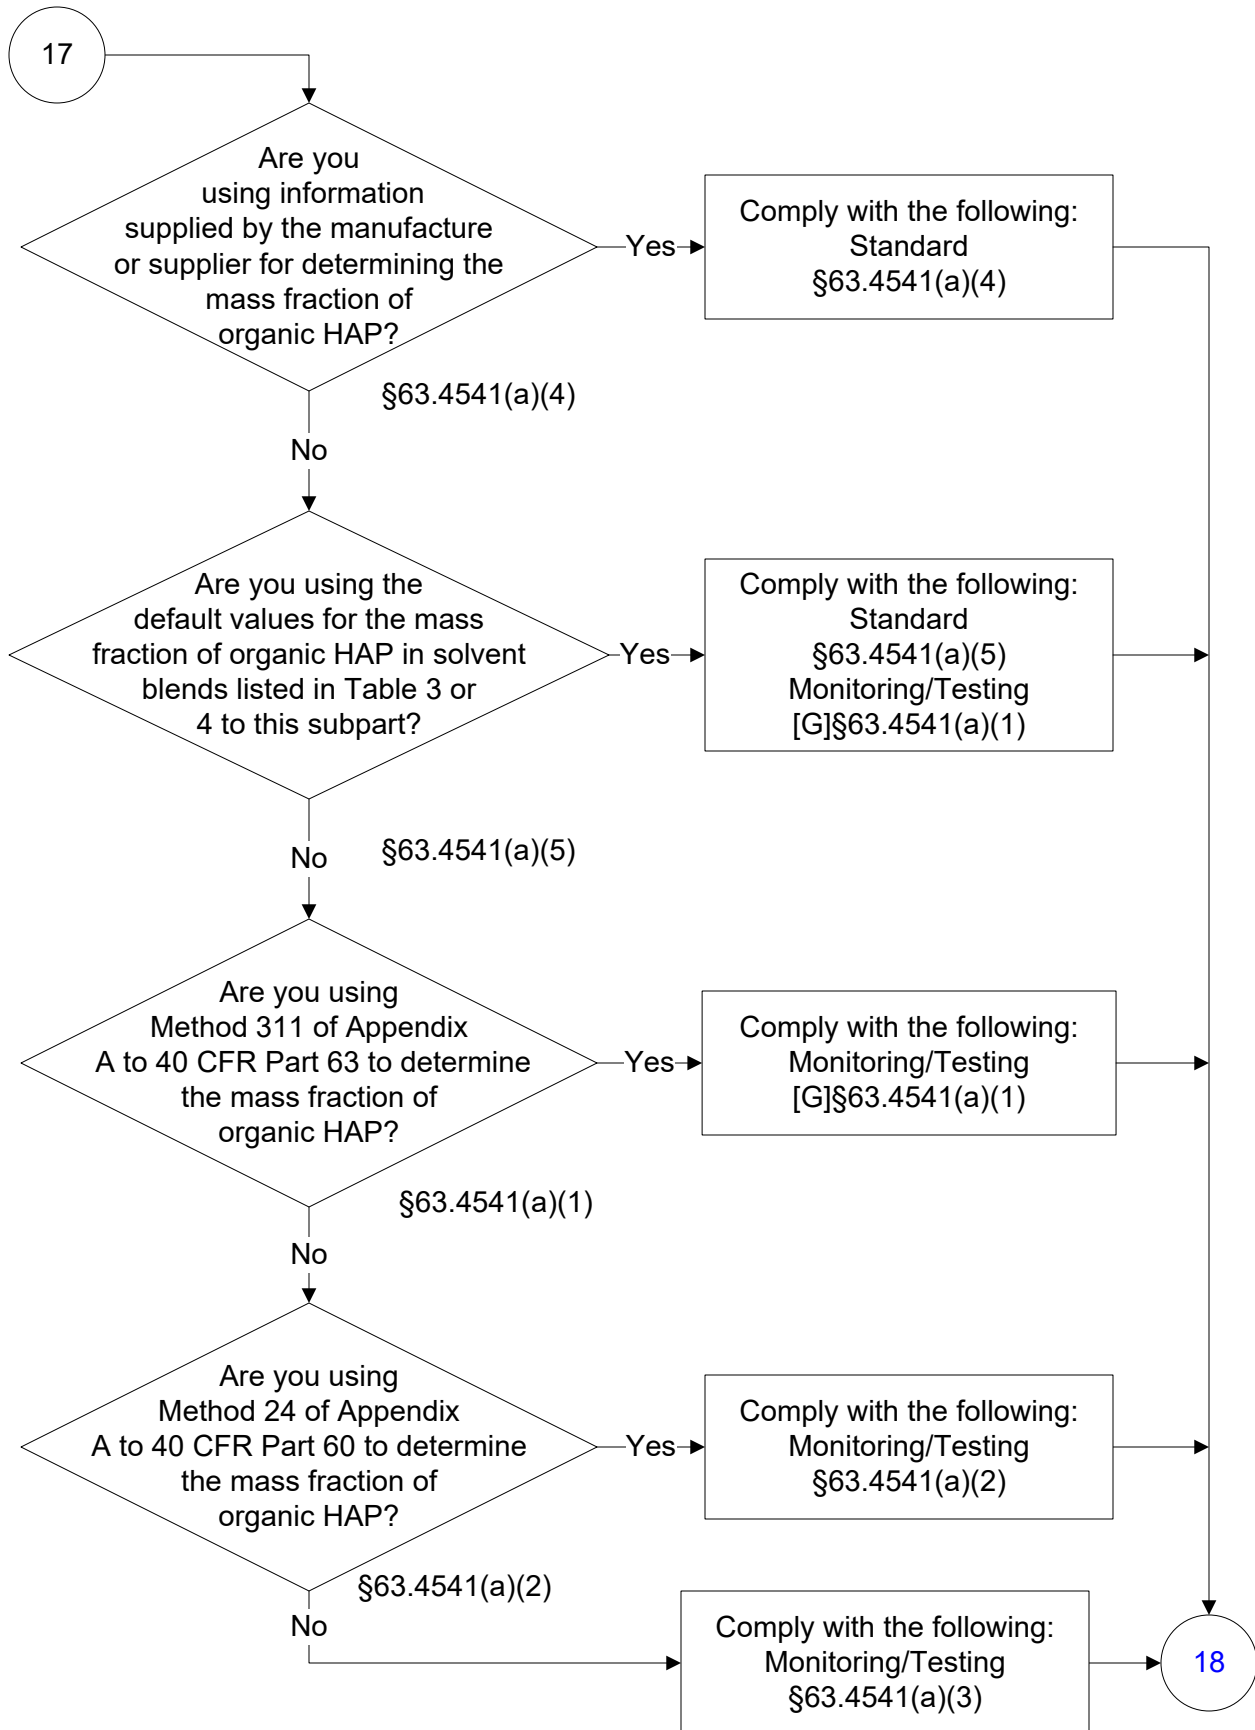 17
Are you
using information
supplied by the manufacture
or supplier for determining the
mass fraction of
organic HAP?
Yes
Comply with the following:
Standard
§63.4541(a)(4)
§63.4541(a)(4)
No
Are you using the
default values for the mass
fraction of organic HAP in solvent
blends listed in Table 3 or
4 to this subpart?
Yes
Comply with the following:
Standard
§63.4541(a)(5)
Monitoring/Testing
[G]§63.4541(a)(1)
§63.4541(a)(5)
No
Are you using
Method 311 of Appendix
A to 40 CFR Part 63 to determine
the mass fraction of
organic HAP?
Yes
Comply with the following:
Monitoring/Testing
[G]§63.4541(a)(1)
§63.4541(a)(1)
No
Are you using
Method 24 of Appendix
A to 40 CFR Part 60 to determine
the mass fraction of
organic HAP?
Yes
Comply with the following:
Monitoring/Testing
§63.4541(a)(2)
§63.4541(a)(2)
No
Comply with the following:
Monitoring/Testing
§63.4541(a)(3)
18